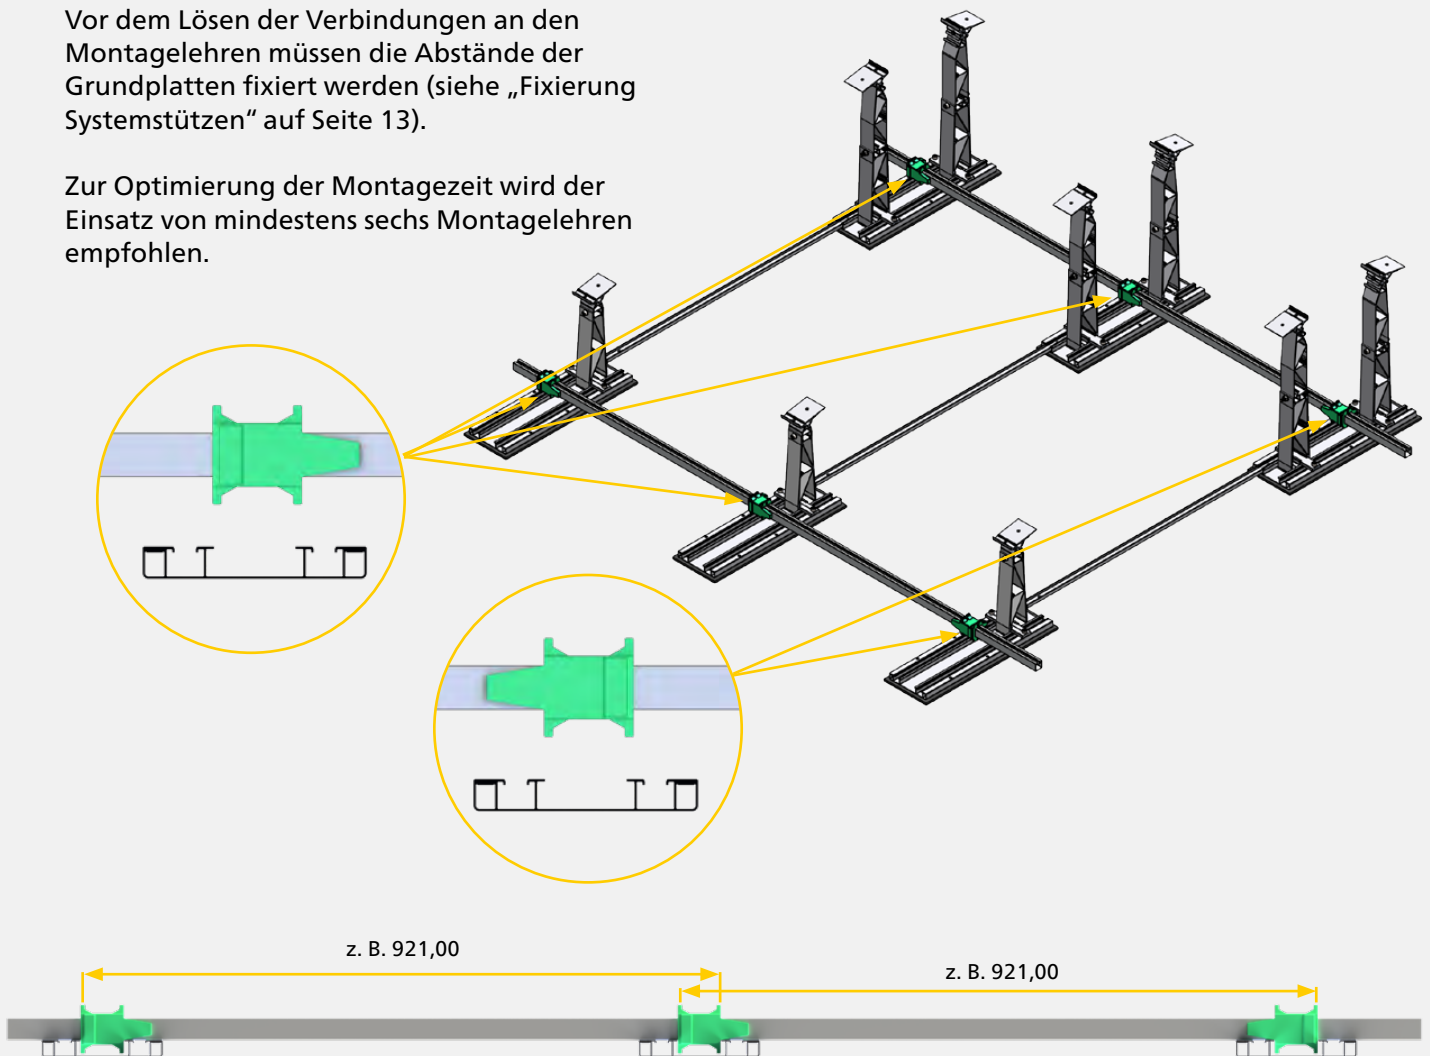 Vor dem Lösen der Verbindungen an den
Montagelehren müssen die Abstände der
Grundplatten fixiert werden (siehe „Fixierung
Systemstützen“ auf Seite 13).
Zur Optimierung der Montagezeit wird der
Einsatz von mindestens sechs Montagelehren
empfohlen.
z. B. 921,00
z. B. 921,00